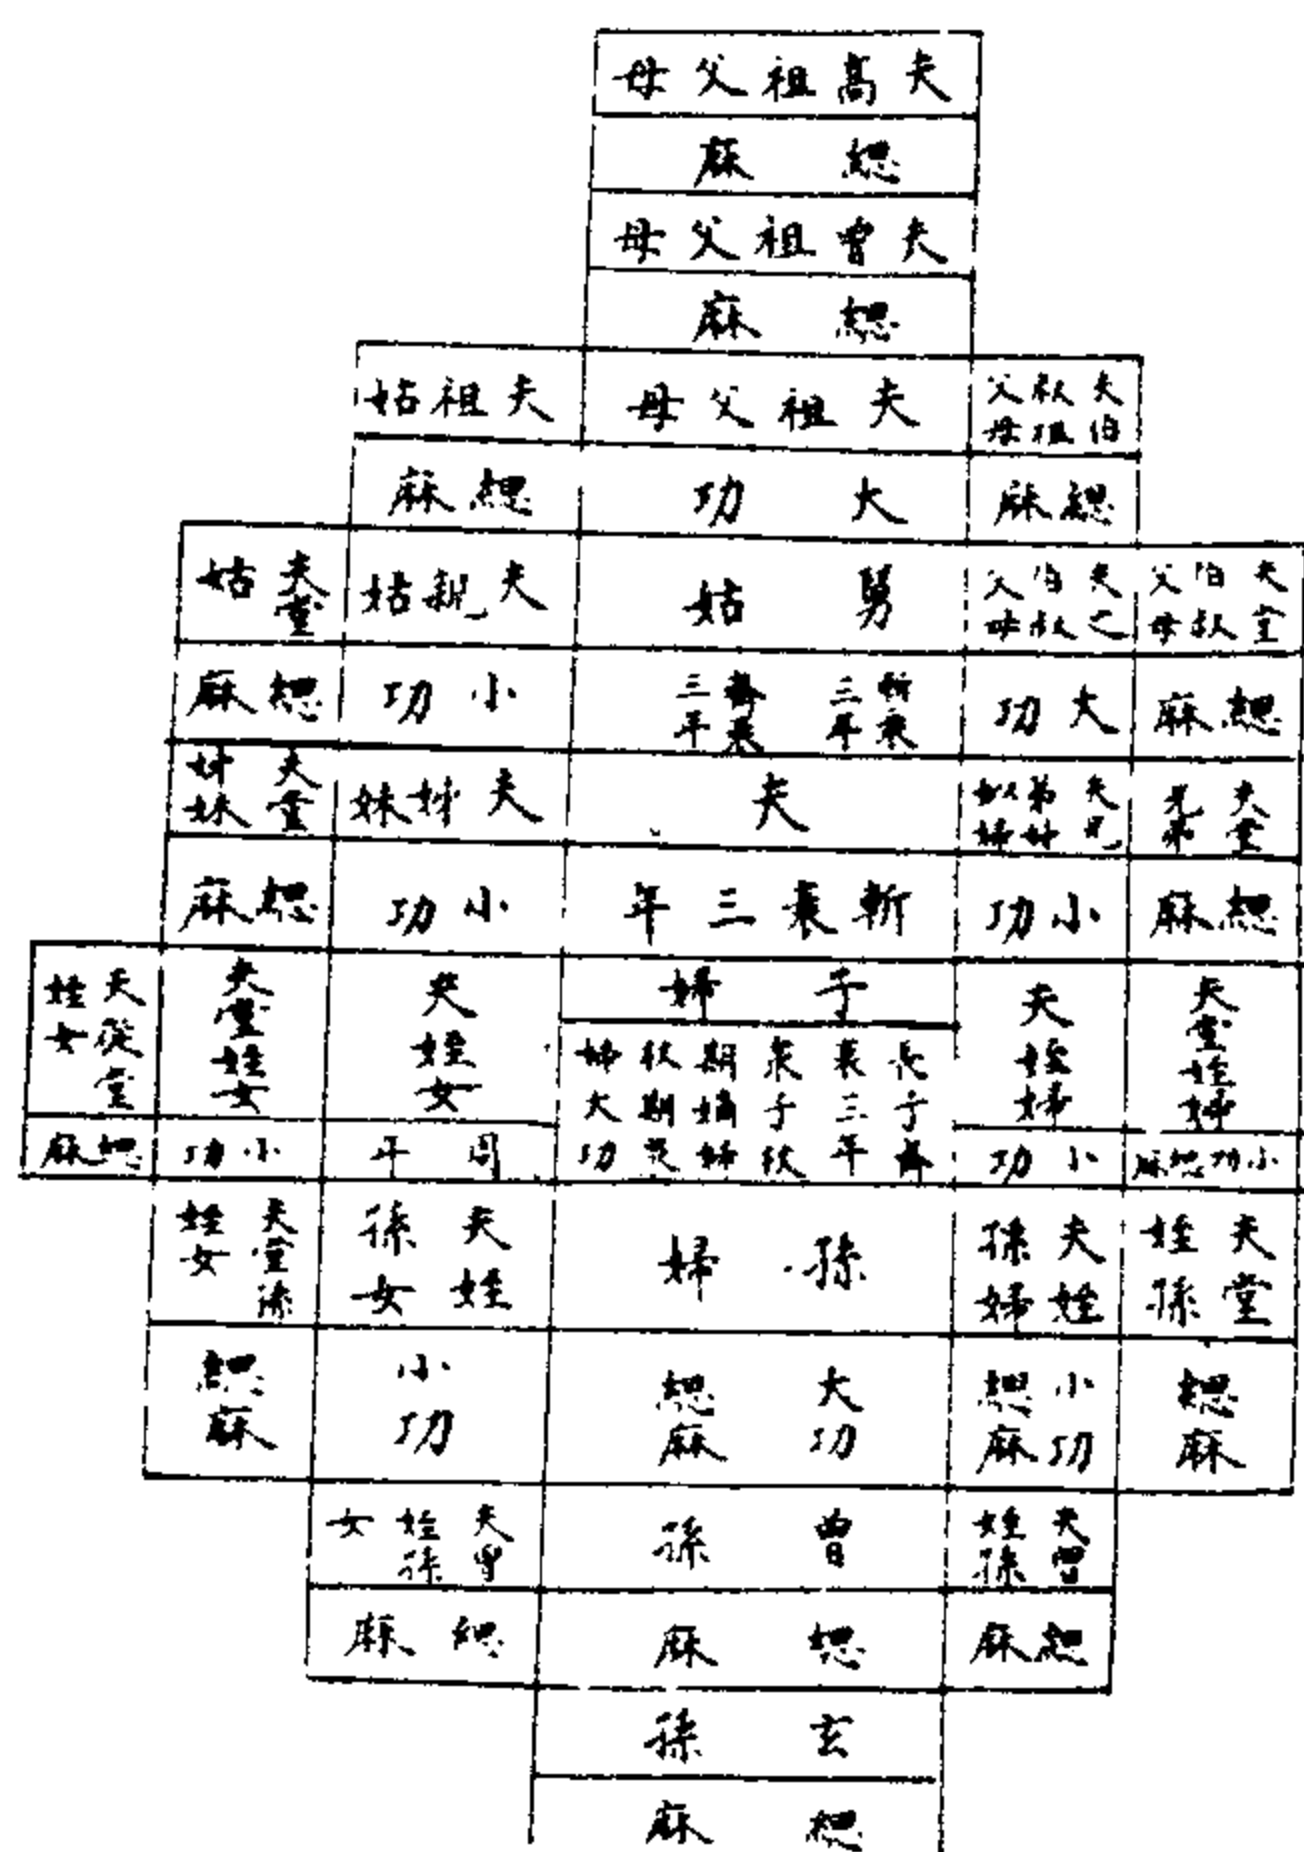 夫高祖父母
緦麻
夫曾祖父母
緦麻
夫伯叔祖父母
夫祖父母
夫祖姑
緦麻
大功
緦麻
夫堂伯叔父母
夫之伯叔父母
舅姑
夫親姑
夫堂姑
緦麻
大功
斬衰三年
齊衰三年
小功
緦麻
夫堂兄弟
夫兄弟姒婦
夫
夫姊妹
夫堂姊妹
緦麻
小功
斬衰三年
小功
緦麻
夫堂姪婦
夫姪婦
子婦
夫姪女
夫堂姪女
夫從堂姪女
小功緦麻
小功
長子齊衰三年衆子杖期嫡婦杖期
婦大功
周年
小功
緦麻
夫堂姪孫
夫姪孫婦
孫婦
夫姪孫女
夫堂孫姪女
緦麻
小功緦麻
大功緦麻
小功
緦麻
夫曾姪孫
曾孫
夫曾姪孫女
緦麻
緦麻
緦麻
玄孫
緦麻